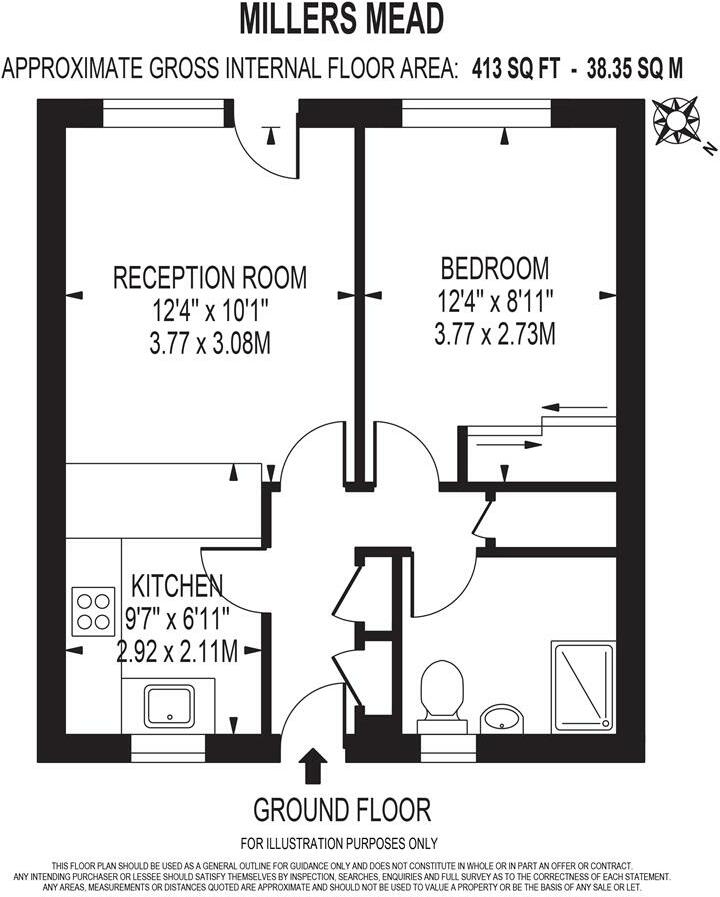 MILLERS MEAD
APPROXIMATE GROSS INTERNAL FLOOR AREA: 413 SQ FT - 38.35 SQ M
N
RECEPTION ROOM
12'4" x 10'1"
3.77 x 3.08M
BEDROOM
12'4" x 8'11"
3.77 x 2.73M
KITCHEN
9'7" x 6'11"
2.92 x 2.11M
GROUND FLOOR
FOR ILLUSTRATION PURPOSES ONLY
THIS FLOOR PLAN SHOULD BE USED AS A GENERAL OUTLINE FOR GUIDANCE ONLY AND DOES NOT CONSTITUTE IN WHOLE OR IN PART AN OFFER OR CONTRACT.
ANY INTENDING PURCHASER OR LESSEE SHOULD SATISFY THEMSELVES BY INSPECTION, SEARCHES, ENQUIRIES AND FULL SURVEY AS TO THE CORRECTNESS OF EACH STATEMENT.
ANY AREAS, MEASUREMENTS OR DISTANCES QUOTED ARE APPROXIMATE AND SHOULD NOT BE USED TO VALUE A PROPERTY OR BE THE BASIS OF ANY SALE OR LET.